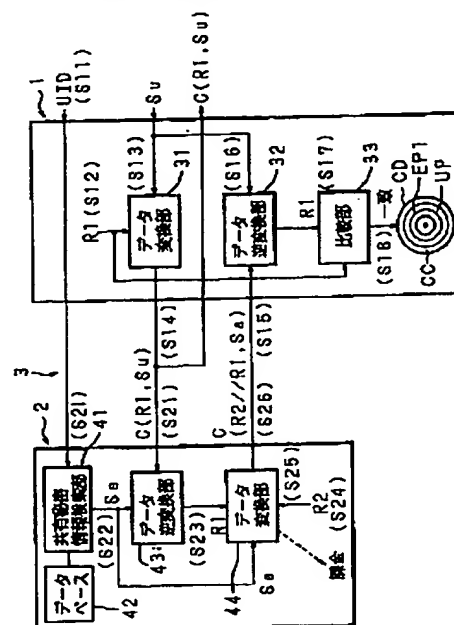 3
2
1
UID
(S11)
(S21)
41
共有秘密
情報検索部
データ
ベース
42
(S22)
Sa
C(R1,Su)
(S21)
(S14)
R1(S12)
(S13)
Su
C(R1,Su)
データ
変換部
31
データ
逆変換部
43
(S23)
R1
データ
変換部
44
Sa
(S25)
R2
(S24)
課金
C
(R2//R1,Sa)
(S26)
(S15)
(S16)
データ
逆変換部
32
R1
(S17)
比較部
33
(S18)
一致
CD
EP1
UP
CC